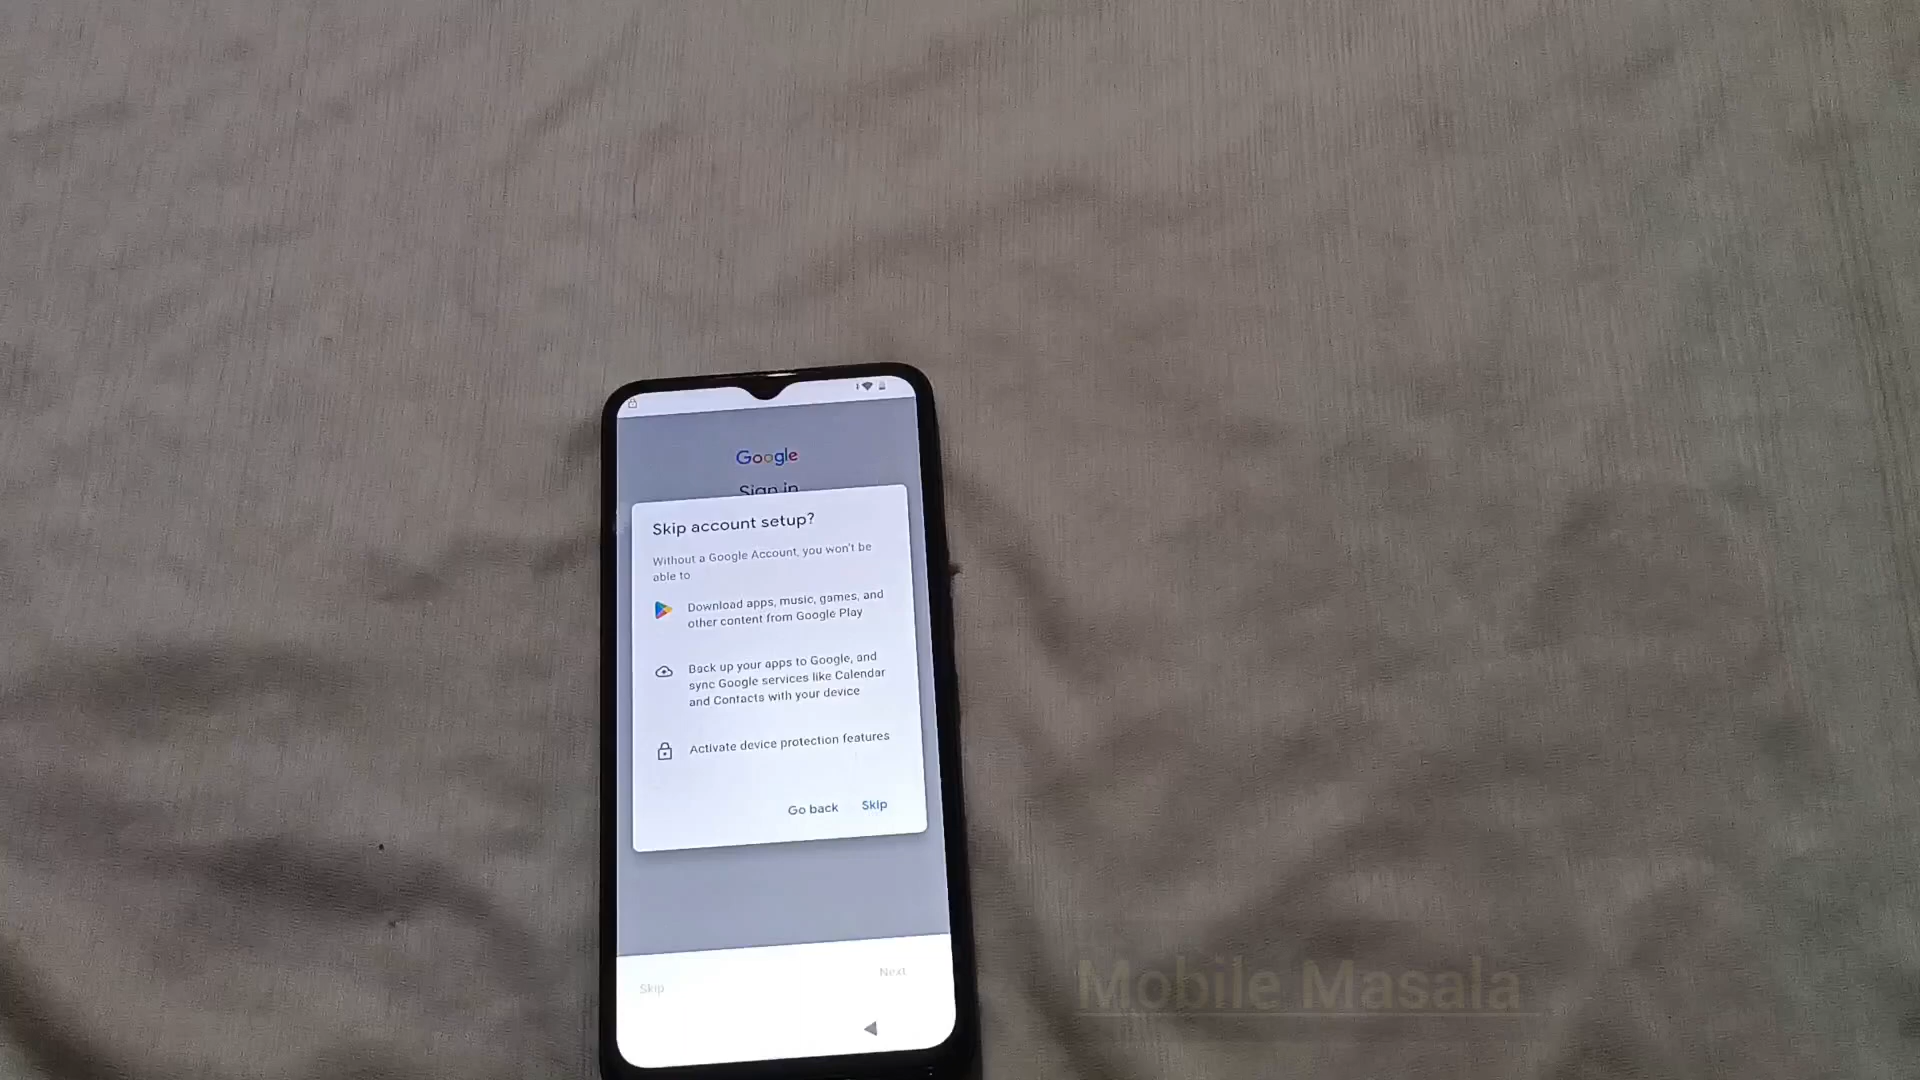 Google
Sign in
Skip account setup?
Without a Google Account, you won't be
able to
Download apps, music, games, and
other content from Google Play
Back up your apps to Google, and
sync Google services like Calendar
and Contacts with your device
Activate device protection features
Go back Skip
Next
Skip
Mobile Masala